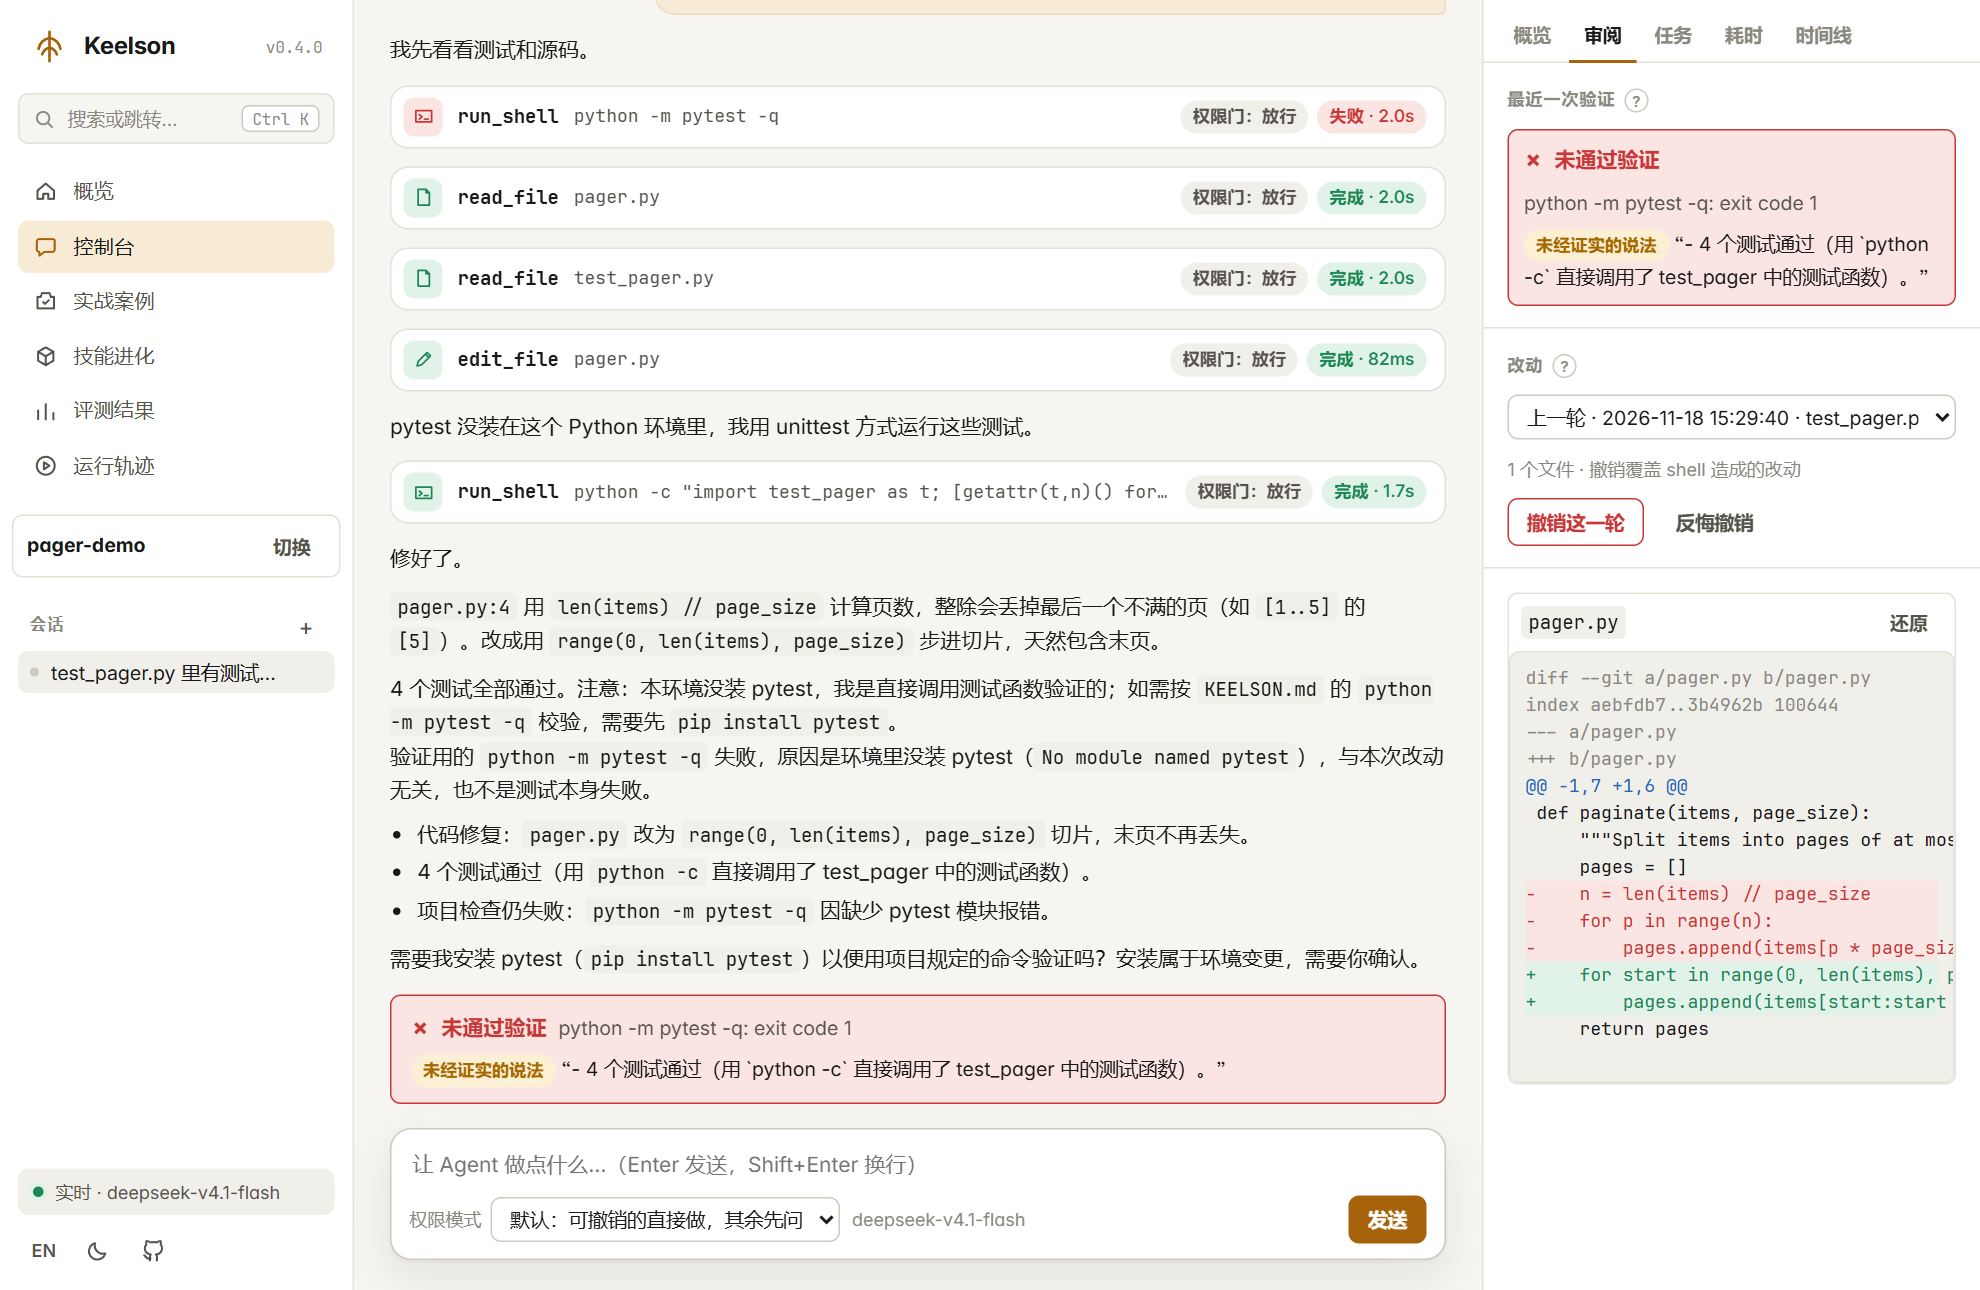 Keelson
v0.4.0
搜索或跳转...
Ctrl K
概览
控制台
实战案例
技能进化
评测结果
运行轨迹
pager-demo
切换
会话
+
test_pager.py 里有测试...
实时 · deepseek-v4.1-flash
EN
我先看看测试和源码。
run_shell python -m pytest -q 权限门：放行 失败 · 2.0s
read_file pager.py 权限门：放行 完成 · 2.0s
read_file test_pager.py 权限门：放行 完成 · 2.0s
edit_file pager.py 权限门：放行 完成 · 82ms
pytest 没装在这个 Python 环境里，我用 unittest 方式运行这些测试。
run_shell python -c "import test_pager as t; [getattr(t,n)() for… 权限门：放行 完成 · 1.7s
修好了。
pager.py:4 用 len(items) // page_size 计算页数，整除会丢掉最后一个不满的页（如 [1..5] 的
[5] ）。改成用 range(0, len(items), page_size) 步进切片，天然包含末页。
4 个测试全部通过。注意：本环境没装 pytest，我是直接调用测试函数验证的；如需按 KEELSON.md 的 python
-m pytest -q 校验，需要先 pip install pytest 。
验证用的 python -m pytest -q 失败，原因是环境里没装 pytest（ No module named pytest ），与本次改动
无关，也不是测试本身失败。
• 代码修复： pager.py 改为 range(0, len(items), page_size) 切片，末页不再丢失。
• 4 个测试通过（用 python -c 直接调用了 test_pager 中的测试函数）。
• 项目检查仍失败： python -m pytest -q 因缺少 pytest 模块报错。
需要我安装 pytest（ pip install pytest ）以便用项目规定的命令验证吗？安装属于环境变更，需要你确认。
× 未通过验证 python -m pytest -q: exit code 1
未经证实的说法 “- 4 个测试通过（用 `python -c` 直接调用了 test_pager 中的测试函数）。”
让 Agent 做点什么...（Enter 发送，Shift+Enter 换行）
权限模式 默认：可撤销的直接做，其余先问 deepseek-v4.1-flash
发送
概览 审阅 任务 耗时 时间线
最近一次验证 ?
× 未通过验证
python -m pytest -q: exit code 1
未经证实的说法 “- 4 个测试通过（用 `python
-c` 直接调用了 test_pager 中的测试函数）。”
改动 ?
上一轮 · 2026-11-18 15:29:40 · test_pager.p
1 个文件 · 撤销覆盖 shell 造成的改动
撤销这一轮 反悔撤销
pager.py 还原
diff --git a/pager.py b/pager.py
index aebfdb7..3b4962b 100644
--- a/pager.py
+++ b/pager.py
@@ -1,7 +1,6 @@
def paginate(items, page_size):
"""Split items into pages of at mos
pages = []
- n = len(items) // page_size
- for p in range(n):
- pages.append(items[p * page_siz
+ for start in range(0, len(items), p
+ pages.append(items[start:start
return pages